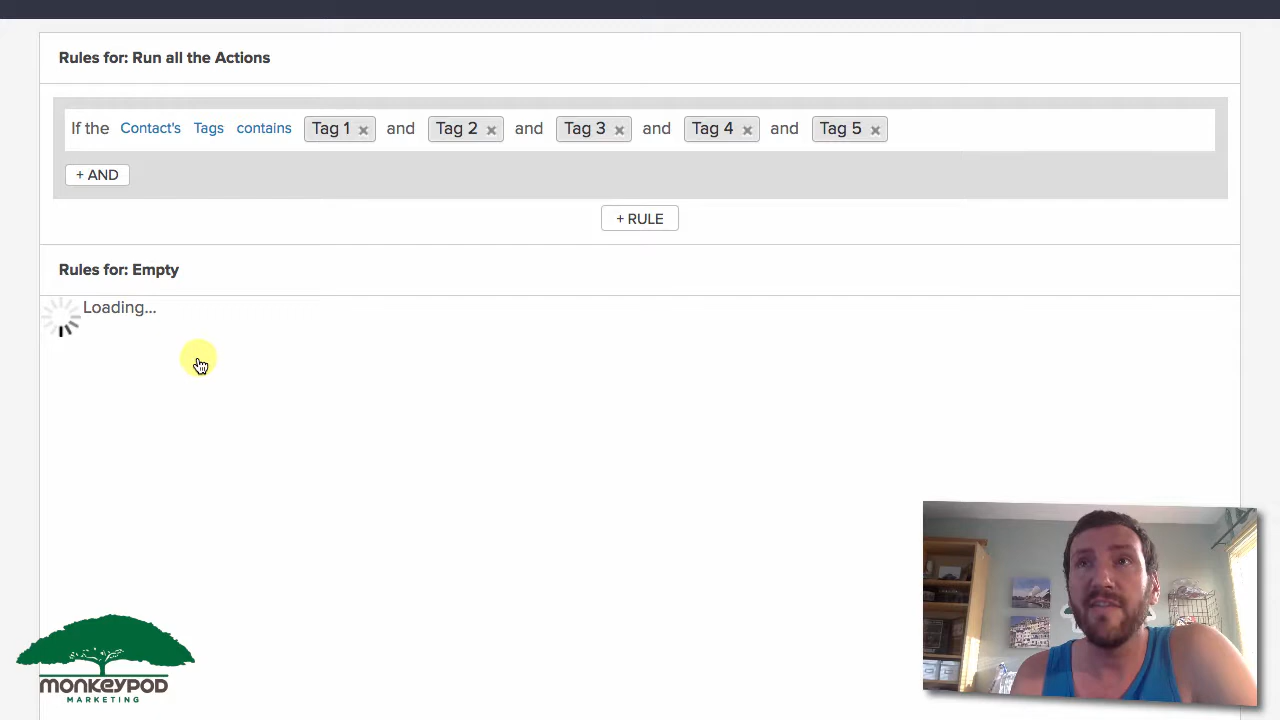 Rules for: Run all the Actions
If the Contact's Tags contains Tag 1 × and Tag 2 × and Tag 3 × and Tag 4 × and Tag 5 ×
+ AND
+ RULE
Rules for: Empty
Loading...
MONKEYPOD
MARKETING